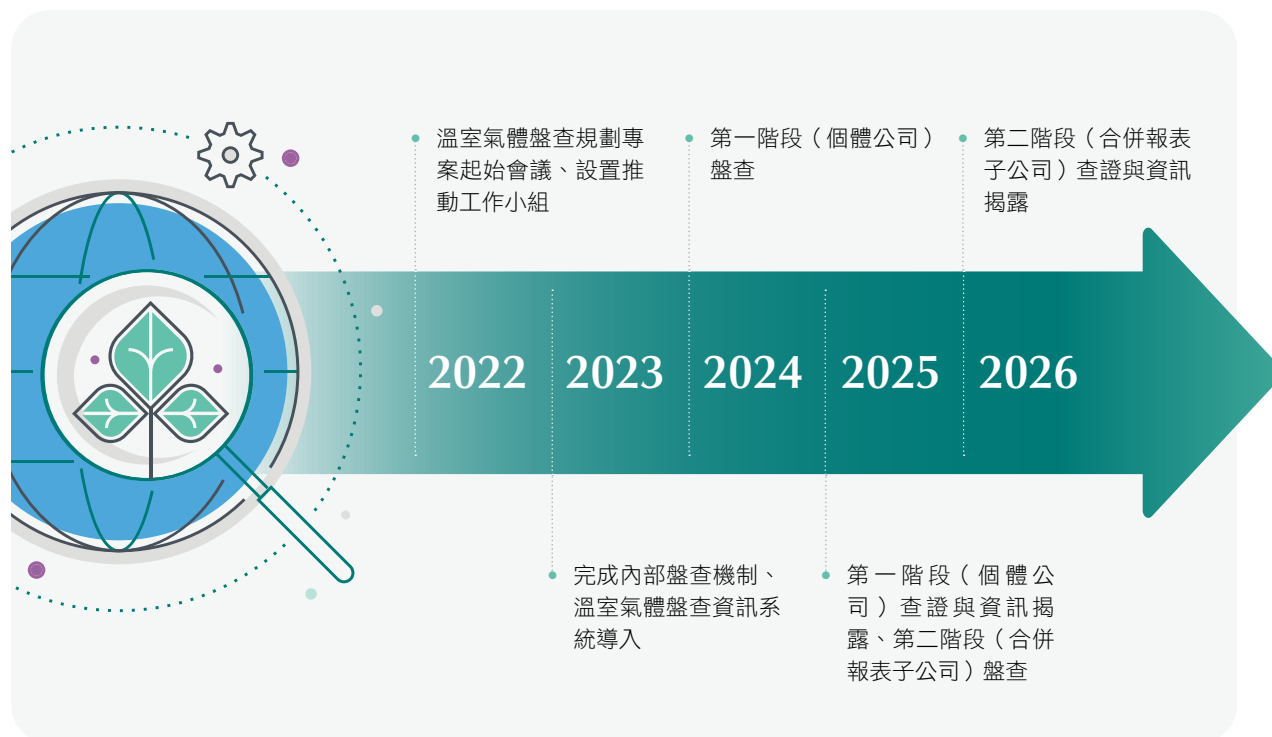 溫室氣體盤查規劃專
案起始會議、設置推
動工作小組
第一階段（個體公司）
盤查
第二階段（合併報表
子公司）查證與資訊
揭露
2022
2023
2024
2025
2026
完成內部盤查機制、
溫室氣體盤查資訊系
統導入
第一階段（個體公
司）查證與資訊揭
露、第二階段（合併
報表子公司）盤查